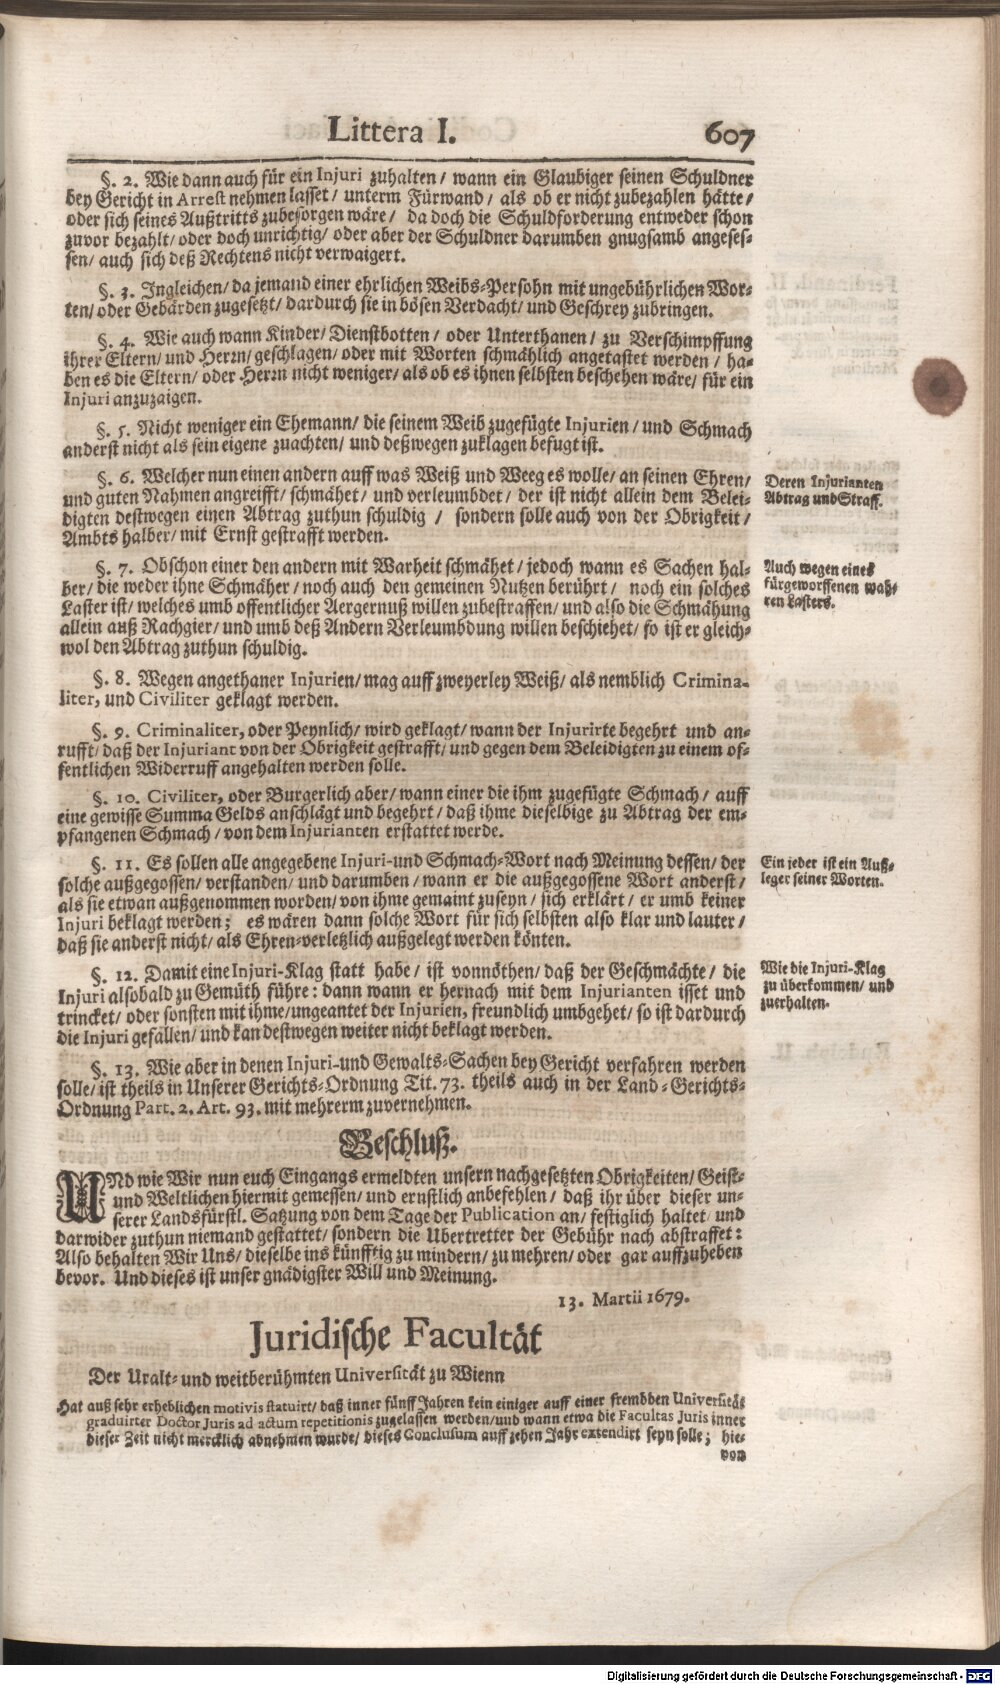 Littera I. 607
§. 2. Wie dann auch für ein Injuri zuhalten / wann ein Glaubiger seinen Schuldner
bey Gericht in Arrest nehmen lasset / unterm Fürwand / als ob er nicht zubezahlen hätte /
oder sich seines Außtritts zubesorgen wäre / da doch die Schuldforderung entweder schon
zuvor bezahlt / oder doch unrichtig / oder aber der Schuldner darumben gnugsamb angeses-
sen / auch sich deß Rechtens nicht verwaigert.
§. 3. Ingleichen / da jemand einer ehrlichen Weibs-Persohn mit ungebührlichen Wor-
ten / oder Gebärden zugesetzt / dardurch sie in bösen Verdacht / und Geschrey zubringen.
§. 4. Wie auch wann Kinder / Dienstbotten / oder Unterthanen / zu Verschimpffung
ihrer Eltern / und Herrn / geschlagen / oder mit Worten schmählich angetastet werden / ha-
ben es die Eltern / oder Herrn nicht weniger / als ob es ihnen selbsten beschehen wäre / für ein
Injuri anzuzaigen.
§. 5. Nicht weniger ein Ehemann / die seinem Weib zugefügte Injurien / und Schmach
anderst nicht als sein eigene zuachten / und deßwegen zuklagen befugt ist.
§. 6. Welcher nun einen andern auff was Weiß und Weeg es wolle / an seinen Ehren /
und guten Nahmen angreifft / schmähet / und verleumbdet / der ist nicht allein dem Belei-
digten destwegen einen Abtrag zuthun schuldig / sondern solle auch von der Obrigkeit /
Ambts halber / mit Ernst gestrafft werden.
Deren Injurianten
Abtrag und Straff.
§. 7. Obschon einer den andern mit Warheit schmähet / jedoch wann es Sachen hal-
ber / die weder ihne Schmäher / noch auch den gemeinen Nutzen berührt / noch ein solches
Laster ist / welches umb offentlicher Aergernuß willen zubestraffen / und also die Schmähung
allein auß Rachgier / und umb deß Andern Verleumbdung willen beschiehet / so ist er gleich-
wol den Abtrag zuthun schuldig.
Auch wegen eines
fürgeworffenen wah-
ren Lasters.
§. 8. Wegen angethaner Injurien / mag auff zweyerley Weiß / als nemblich Crimina-
liter, und Civiliter geklagt werden.
§. 9. Criminaliter, oder Peynlich / wird geklagt / wann der Injurirte begehrt und an-
rufft / daß der Injuriant von der Obrigkeit gestrafft / und gegen dem Beleidigten zu einem of-
fentlichen Widerruff angehalten werden solle.
§. 10. Civiliter, oder Burgerlich aber / wann einer die ihm zugefügte Schmach / auff
eine gewisse Summa Gelds anschlägt und begehrt / daß ihme dieselbige zu Abtrag der em-
pfangenen Schmach / von dem Injurianten erstattet werde.
§. 11. Es sollen alle angegebene Injuri- und Schmach-Wort nach Meinung dessen / der
solche außgegossen / verstanden / und darumben / wann er die außgegossene Wort anderst /
als sie etwan außgenommen worden / von ihme gemaint zuseyn / sich erklärt / er umb keiner
Injuri beklagt werden; es wären dann solche Wort für sich selbsten also klar und lauter /
daß sie anderst nicht / als Ehren-verletzlich außgelegt werden könten.
Ein jeder ist ein Auß-
leger seiner Worten.
§. 12. Damit eine Injuri-Klag statt habe / ist vonnöthen / daß der Geschmächte / die
Injuri alsobald zu Gemüth führe: dann wann er hernach mit dem Injurianten isset und
trincket / oder sonsten mit ihme / ungeantet der Injurien, freundlich umbgehet / so ist dardurch
die Injuri gefallen / und kan destwegen weiter nicht beklagt werden.
Wie die Injuri-Klag
zu überkommen / und
zuerhalten.
§. 13. Wie aber in denen Injuri- und Gewalts-Sachen bey Gericht verfahren werden
solle / ist theils in Unserer Gerichts-Ordnung Tit. 73. theils auch in der Land-Gerichts-
Ordnung Part. 2. Art. 93. mit mehrerm zuvernehmen.
Beschluß.
UNd wie Wir nun euch Eingangs ermeldten unsern nachgesetzten Obrigkeiten / Geist-
und Weltlichen hiermit gemessen / und ernstlich anbefehlen / daß ihr über dieser un-
serer Landsfürstl. Satzung von dem Tage der Publication an / festiglich haltet / und
darwider zuthun niemand gestattet / sondern die Ubertretter der Gebühr nach abstraffet:
Also behalten Wir Uns / dieselbe ins künfftig zu mindern / zu mehren / oder gar auffzuheben
bevor. Und dieses ist unser gnädigster Will und Meinung.
13. Martii 1679.
Juridische Facultät
Der Uralt- und weitberühmten Universität zu Wienn
Hat auß sehr erheblichen motivis statuirt / daß inner fünff Jahren kein einiger auff einer frembden Universität
graduirter Doctor Juris ad actum repetitionis zugelassen werden / und wann etwa die Facultas Juris inner
dieser Zeit nicht mercklich abnehmen wurde / dieses Conclusum auff zehen Jahr extendirt seyn solle; hie-
von
Digitalisierung gefördert durch die Deutsche Forschungsgemeinschaft - DFG